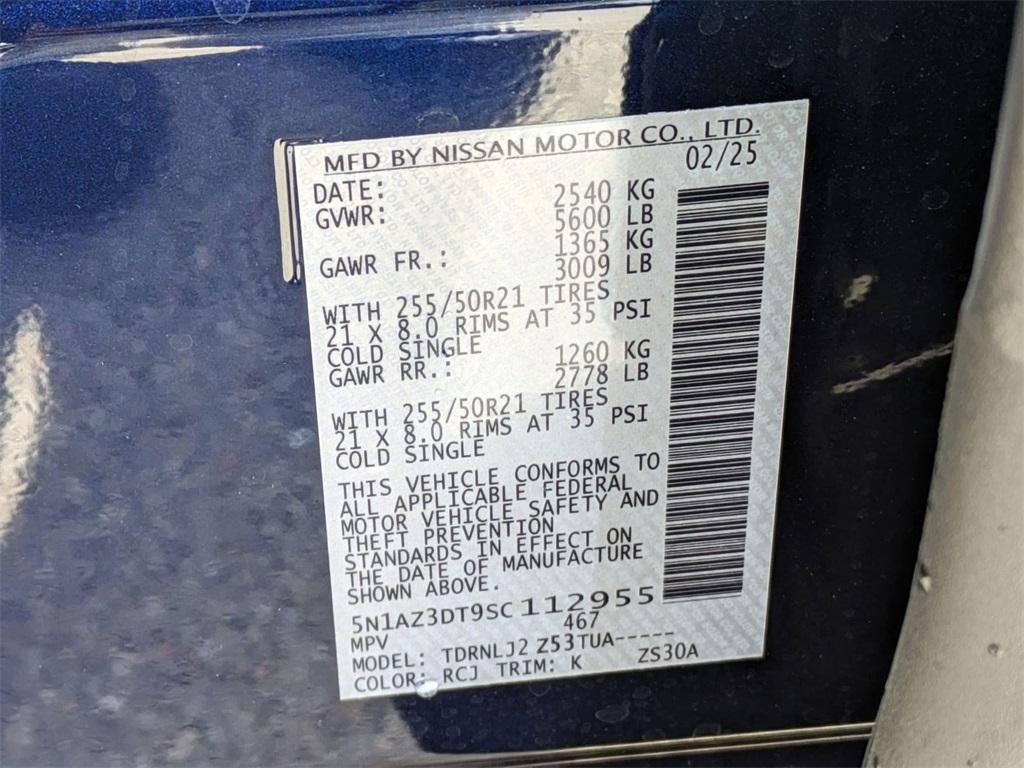 MFD BY NISSAN MOTOR CO., LTD.
DATE: 02/25
GVWR: 2540 KG
5600 LB
GAWR FR.: 1365 KG
3009 LB
WITH 255/50R21 TIRES
21 X 8.0 RIMS AT 35 PSI
COLD SINGLE
GAWR RR.: 1260 KG
2778 LB
WITH 255/50R21 TIRES
21 X 8.0 RIMS AT 35 PSI
COLD SINGLE
THIS VEHICLE CONFORMS TO
ALL APPLICABLE FEDERAL
MOTOR VEHICLE SAFETY AND
THEFT PREVENTION
STANDARDS IN EFFECT ON
THE DATE OF MANUFACTURE
SHOWN ABOVE.
5N1AZ3DT9SC112955
MPV 467
MODEL: TDRNLJ2 Z53TUA-----
COLOR: RCJ TRIM: K ZS30A